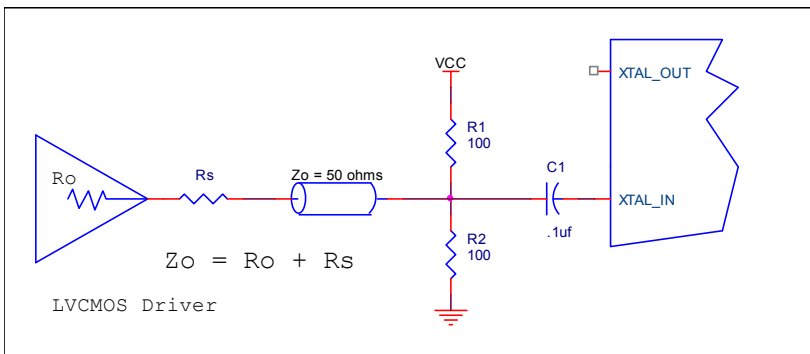 VCC
XTAL_OUT
R1
100
Ro
Rs
Zo = 50 ohms
C1
XTAL_IN
.1uf
R2
100
Zo = Ro + Rs
LVCMOS Driver